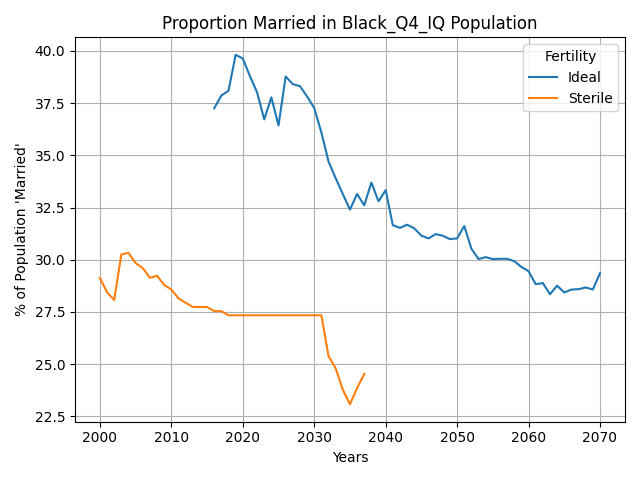 Proportion Married in Black_Q4_IQ Population
% of Population 'Married'
40.0
37.5
35.0
32.5
30.0
27.5
25.0
22.5
Fertility
Ideal
Sterile
2000 2010 2020 2030 2040 2050 2060 2070
Years